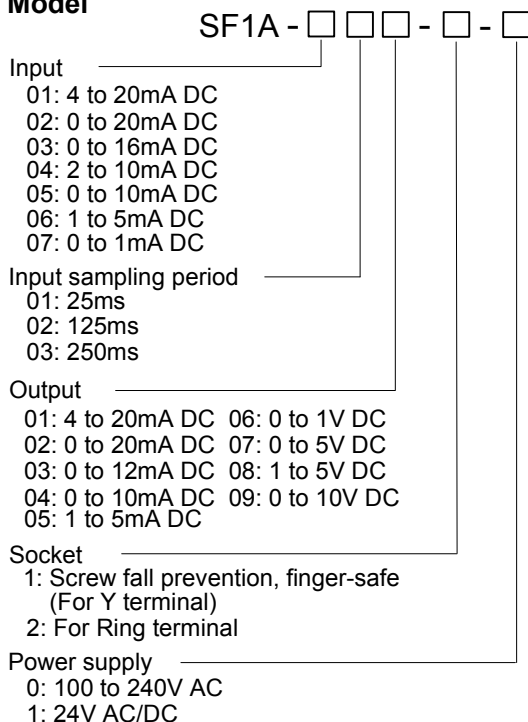 Model
SF1A - □ □ □ - □ - □
Input
01: 4 to 20mA DC
02: 0 to 20mA DC
03: 0 to 16mA DC
04: 2 to 10mA DC
05: 0 to 10mA DC
06: 1 to 5mA DC
07: 0 to 1mA DC
Input sampling period
01: 25ms
02: 125ms
03: 250ms
Output
01: 4 to 20mA DC 06: 0 to 1V DC
02: 0 to 20mA DC 07: 0 to 5V DC
03: 0 to 12mA DC 08: 1 to 5V DC
04: 0 to 10mA DC 09: 0 to 10V DC
05: 1 to 5mA DC
Socket
1: Screw fall prevention, finger-safe
(For Y terminal)
2: For Ring terminal
Power supply
0: 100 to 240V AC
1: 24V AC/DC